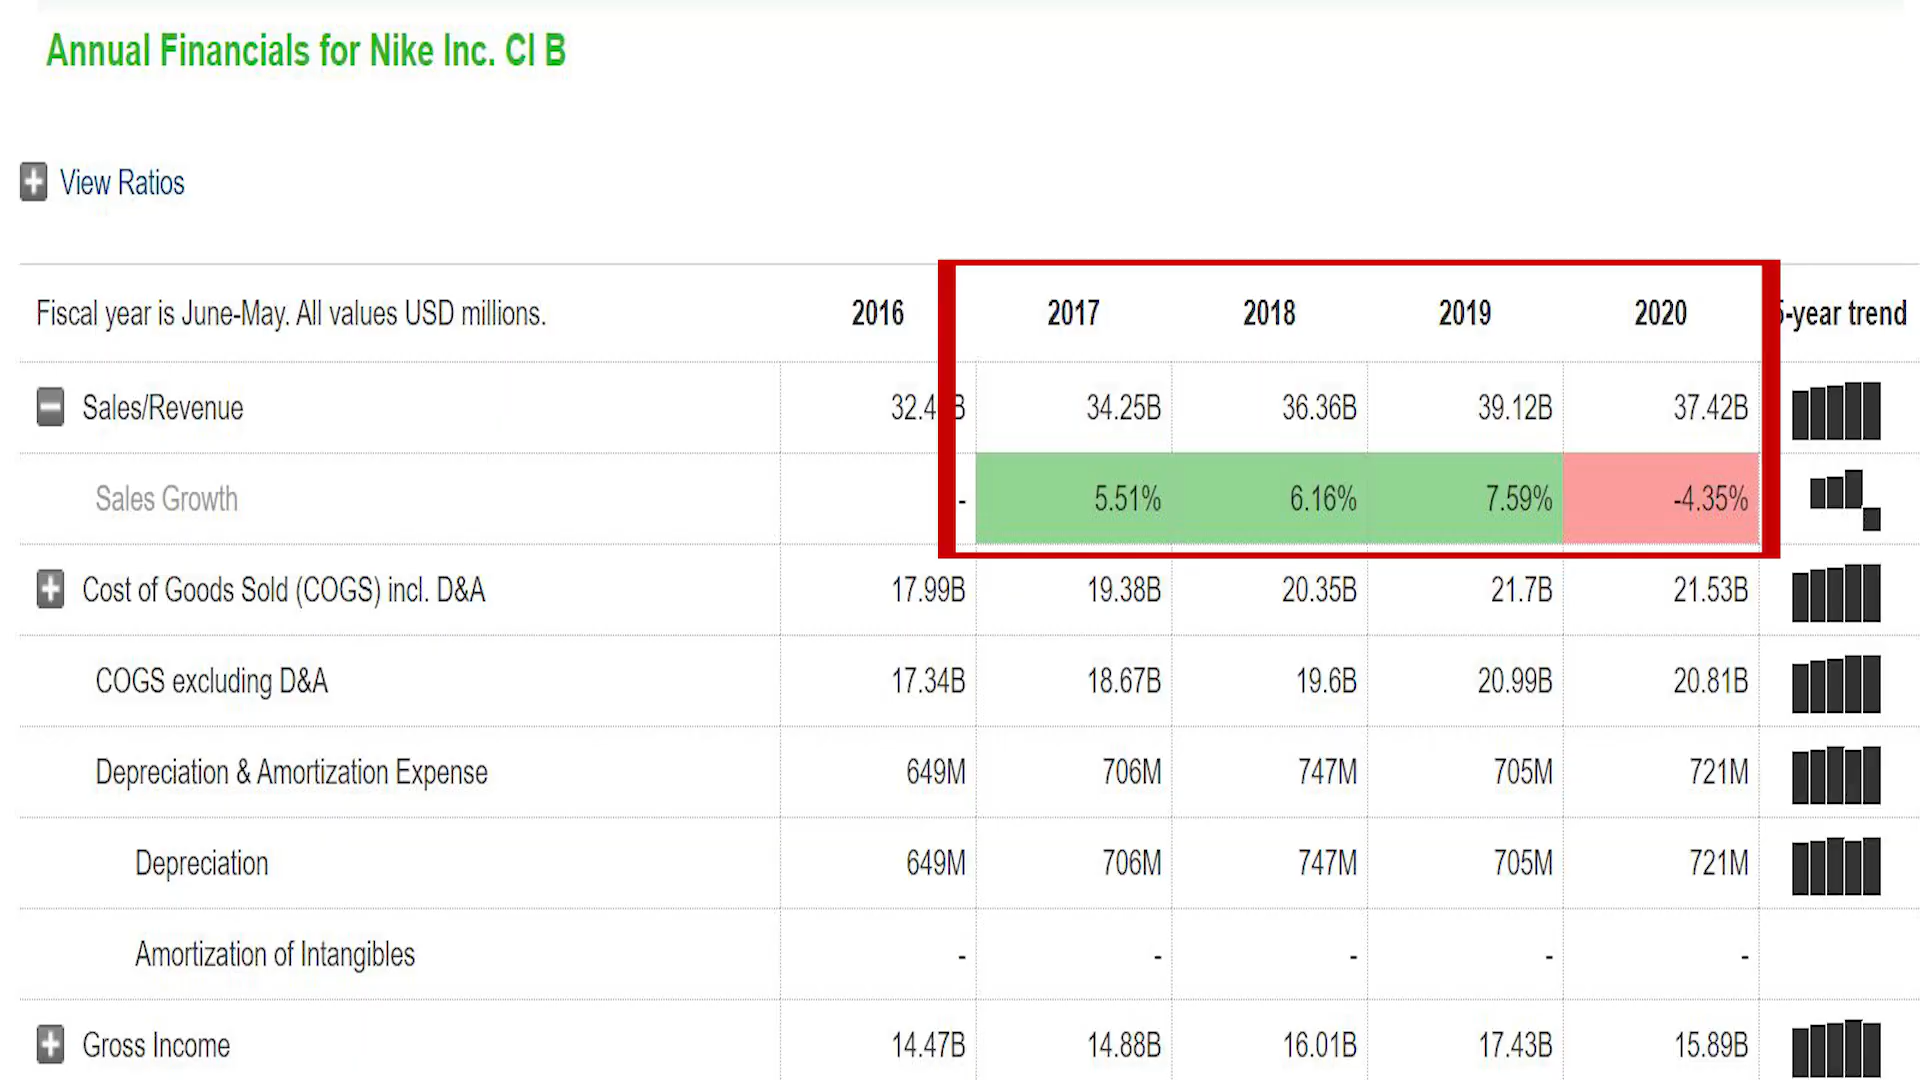 Annual Financials for Nike Inc. Cl B
View Ratios
Fiscal year is June-May. All values USD millions. 2016 2017 2018 2019 2020 5-year trend
Sales/Revenue 34.25B 36.36B 39.12B 37.42B
Sales Growth - 5.51% 6.16% 7.59% -4.35%
Cost of Goods Sold (COGS) incl. D&A 17.99B 19.38B 20.35B 21.7B 21.53B
COGS excluding D&A 17.34B 18.67B 19.6B 20.99B 20.81B
Depreciation & Amortization Expense 649M 706M 747M 705M 721M
Depreciation 649M 706M 747M 705M 721M
Amortization of Intangibles - - - - -
Gross Income 14.47B 14.88B 16.01B 17.43B 15.89B